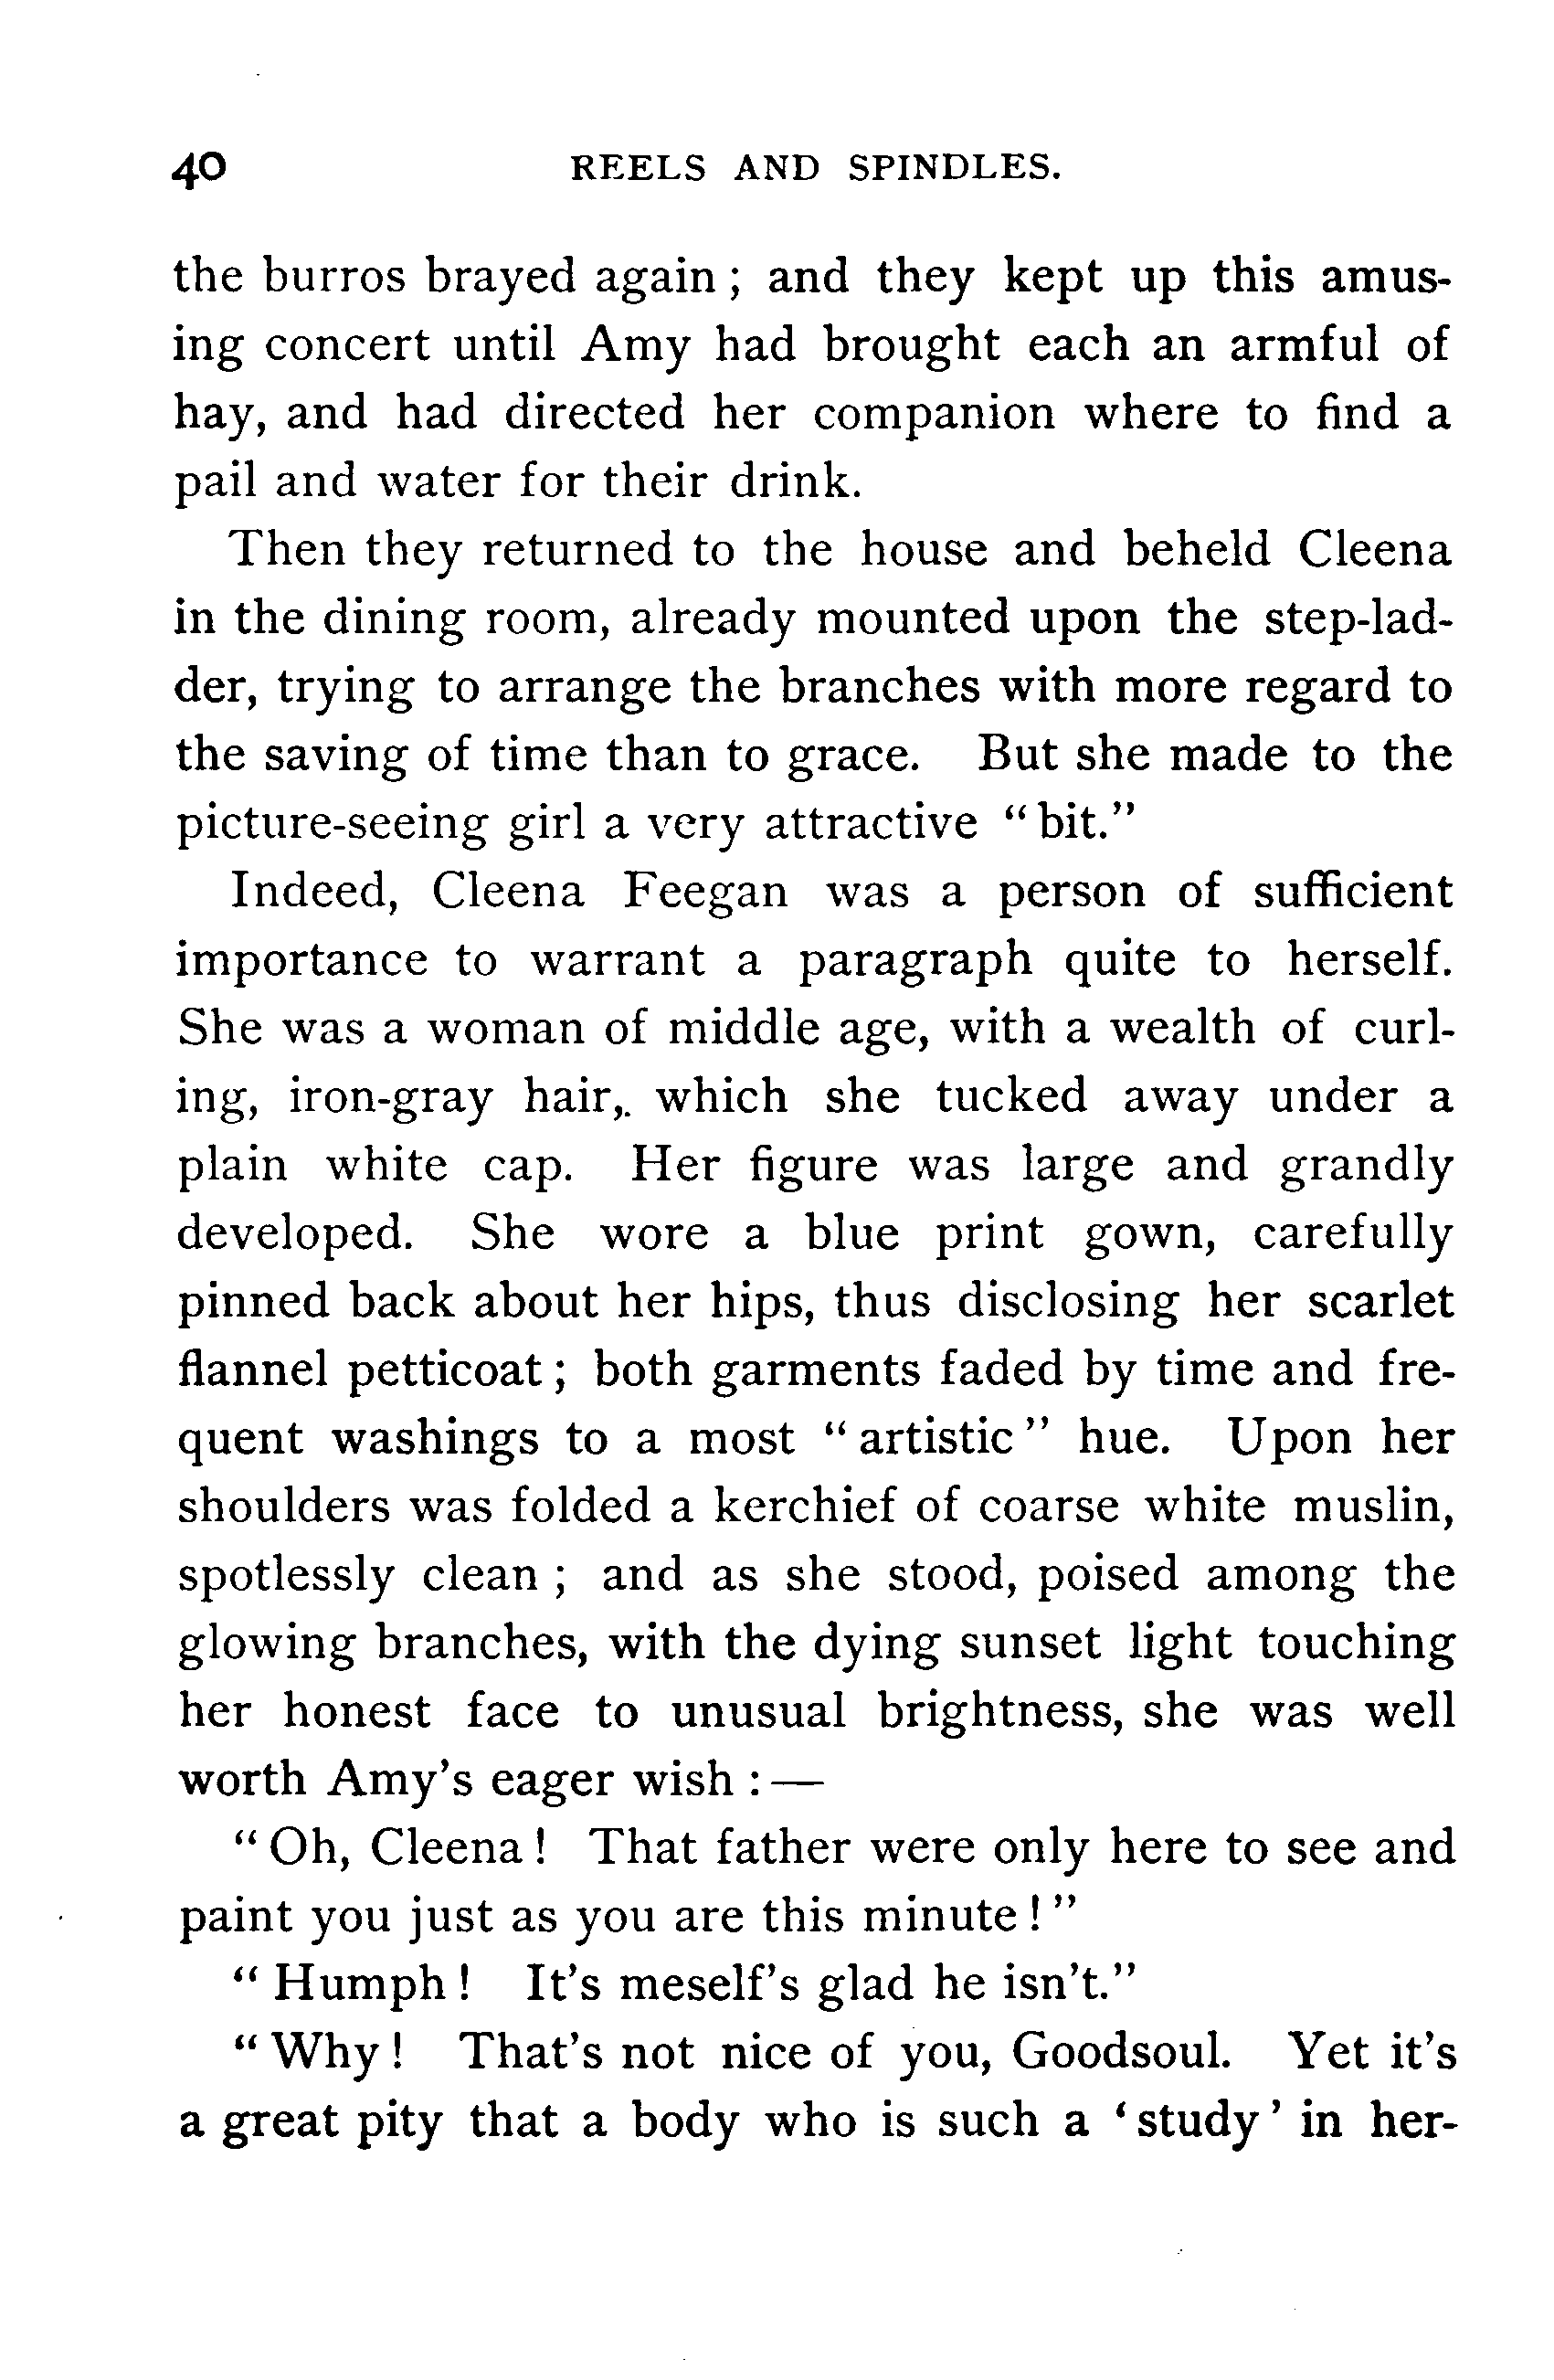 40 REELS AND SPINDLES.
the burros brayed again; and they kept up this amus-
ing concert until Amy had brought each an armful of
hay, and had directed her companion where to find a
pail and water for their drink.
Then they returned to the house and beheld Cleena
in the dining room, already mounted upon the step-lad-
der, trying to arrange the branches with more regard to
the saving of time than to grace. But she made to the
picture-seeing girl a very attractive "bit."
Indeed, Cleena Feegan was a person of sufficient
importance to warrant a paragraph quite to herself.
She was a woman of middle age, with a wealth of curl-
ing, iron-gray hair, which she tucked away under a
plain white cap. Her figure was large and grandly
developed. She wore a blue print gown, carefully
pinned back about her hips, thus disclosing her scarlet
flannel petticoat; both garments faded by time and fre-
quent washings to a most "artistic" hue. Upon her
shoulders was folded a kerchief of coarse white muslin,
spotlessly clean; and as she stood, poised among the
glowing branches, with the dying sunset light touching
her honest face to unusual brightness, she was well
worth Amy's eager wish:—
"Oh, Cleena! That father were only here to see and
paint you just as you are this minute!"
"Humph! It's meself's glad he isn't."
"Why! That's not nice of you, Goodsoul. Yet it's
a great pity that a body who is such a 'study' in her-